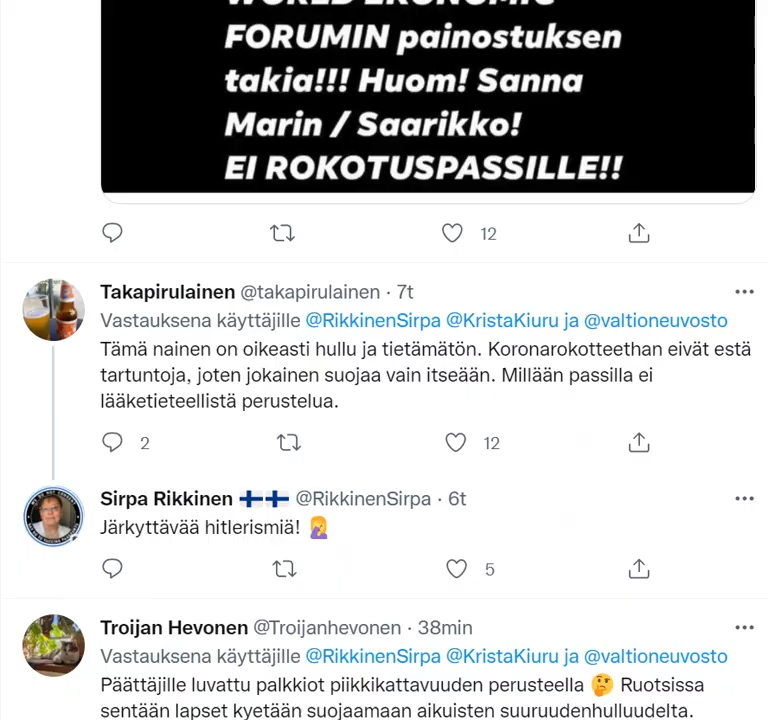 WORLD EKONOMIC
FORUMIN painostuksen
takia!!! Huom! Sanna
Marin / Saarikko!
EI ROKOTUSPASSILLE!!
12
Takapirulainen @takapirulainen · 7t
Vastauksena käyttäjille @RikkinenSirpa @KristaKiuru ja @valtioneuvosto
Tämä nainen on oikeasti hullu ja tietämätön. Koronarokotteethan eivät estä
tartuntoja, joten jokainen suojaa vain itseään. Millään passilla ei
lääketieteellistä perustelua.
2 12
Sirpa Rikkinen @RikkinenSirpa · 6t
Järkyttävää hitlerismiä!
5
Troijan Hevonen @Troijanhevonen · 38min
Vastauksena käyttäjille @RikkinenSirpa @KristaKiuru ja @valtioneuvosto
Päättäjille luvattu palkkiot piikkikattavuuden perusteella 🤔 Ruotsissa
sentään lapset kyetään suojaamaan aikuisten suuruudenhulluudelta.